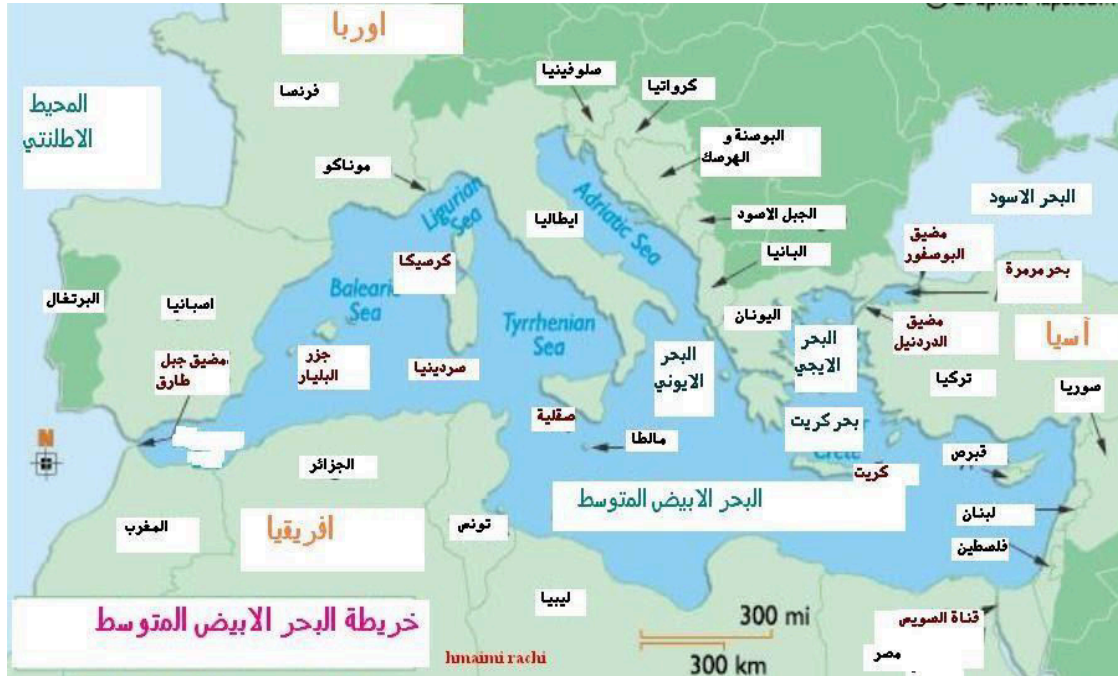 اوربا
المحيط
الاطلنتي
فرنسا
صلوفينيا
كرواتيا
البوصنة و
الهرسك
موناكو
Ligurian
Sea
Adriatic Sea
ايطاليا
الجبل الاسود
البانيا
البحر الاسود
مضيق
البوسفور
بحر مرمرة
كرسيكا
البرتغال
اسبانيا
Balearic
Sea
Tyrrhenian
Sea
اليونان
البحر
الايجي
مضيق
الدردنيل
آسيا
مضيق جبل
طارق
جزر
البليار
صردينيا
البحر
الايوني
تركيا
صوريا
صقلية
مالطا
بحر كريت
Crete
كريت
قبرص
N
الجزائر
البحر الابيض المتوسط
لبنان
المغرب
افريقيا
تونس
فلسطين
ليبيا
خريطة البحر الابيض المتوسط
hmaimi rachi
300 mi
300 km
قناة الصويس
مصر